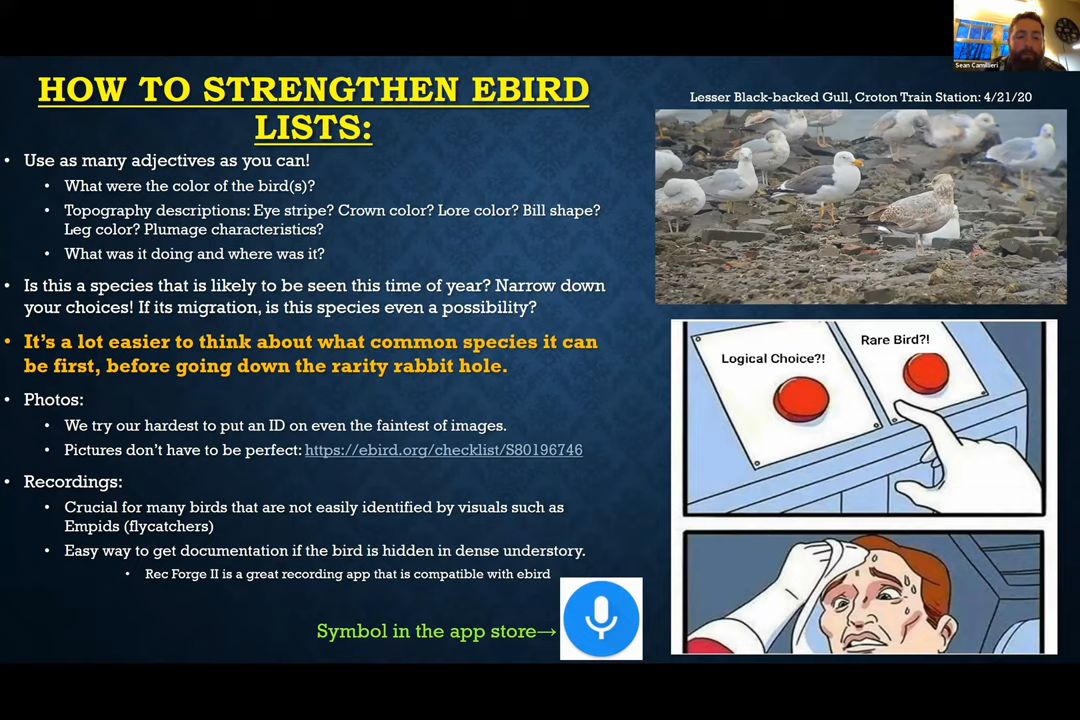 Sean Camillieri
HOW TO STRENGTHEN EBIRD
LISTS:
• Use as many adjectives as you can!
• What were the color of the bird(s)?
• Topography descriptions: Eye stripe? Crown color? Lore color? Bill shape?
Leg color? Plumage characteristics?
• What was it doing and where was it?
• Is this a species that is likely to be seen this time of year? Narrow down
your choices! If its migration, is this species even a possibility?
• It's a lot easier to think about what common species it can
be first, before going down the rarity rabbit hole.
• Photos:
• We try our hardest to put an ID on even the faintest of images.
• Pictures don't have to be perfect: https://ebird.org/checklist/S80196746
• Recordings:
• Crucial for many birds that are not easily identified by visuals such as
Empids (flycatchers)
• Easy way to get documentation if the bird is hidden in dense understory.
• Rec Forge II is a great recording app that is compatible with ebird
Symbol in the app store→
Lesser Black-backed Gull, Croton Train Station: 4/21/20
Logical Choice?!
Rare Bird?!